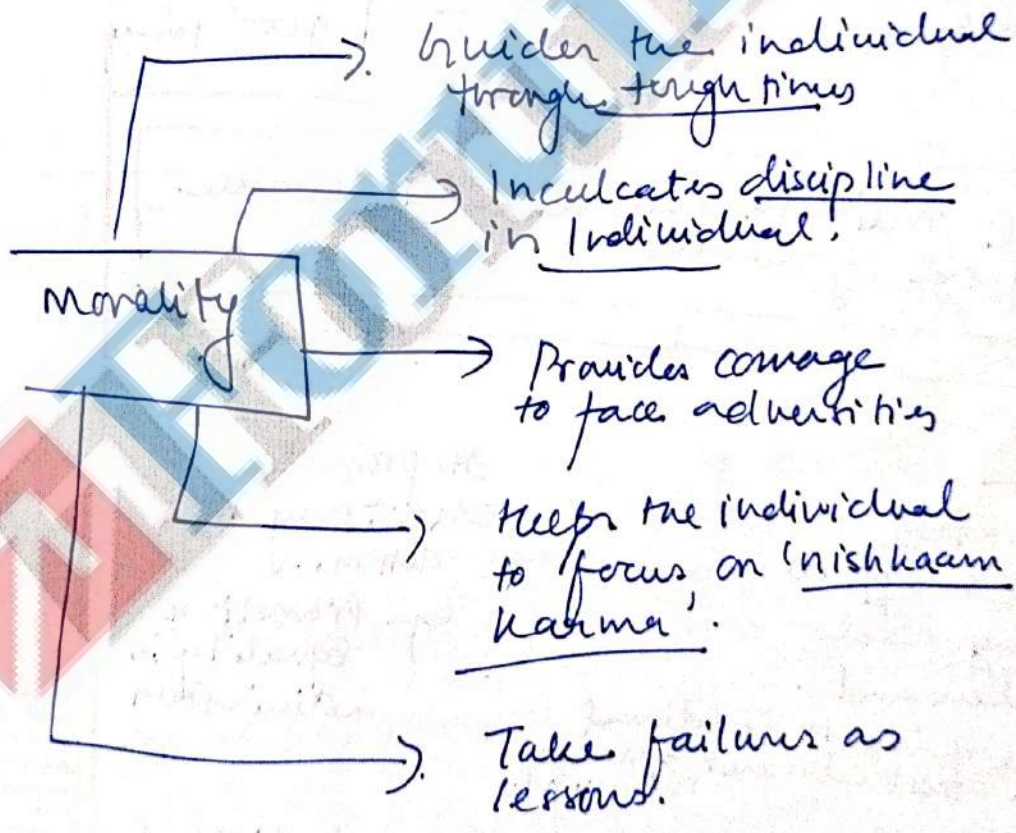 Guides the individual
through tough times
Inculcates discipline
in Individual.
Morality
Provides courage
to face adversities
Keeps the individual
to focus on 'nishkaam
karma'.
Take failures as
lessons.
Forum